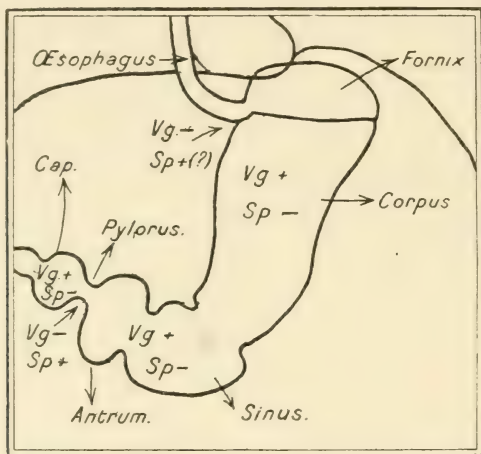 Œsophagus
Fornix
Vg -
Sp+(?)
Cap.
Vg +
Sp -
Corpus
Pylorus.
Vg +
Sp -
Vg -
Sp +
Vg +
Sp -
Antrum.
Sinus.